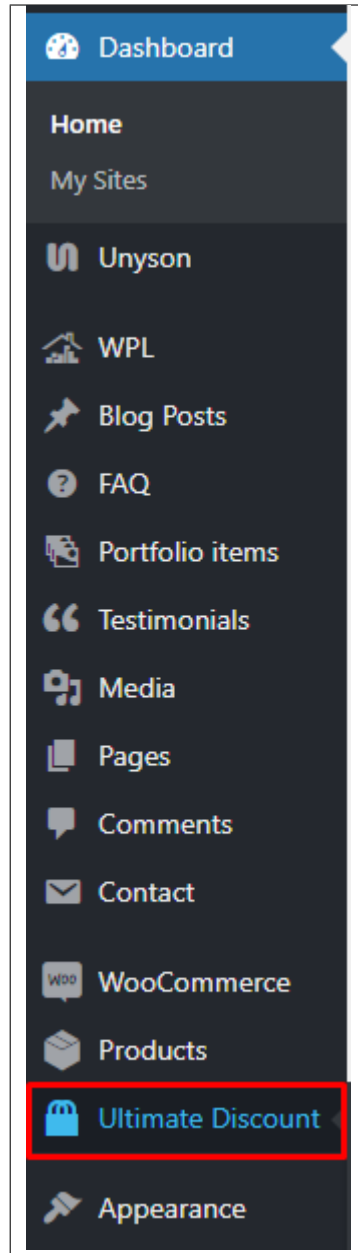 Dashboard
Home
My Sites
Unyson
WPL
Blog Posts
FAQ
Portfolio items
Testimonials
Media
Pages
Comments
Contact
Woo WooCommerce
Products
Ultimate Discount
Appearance